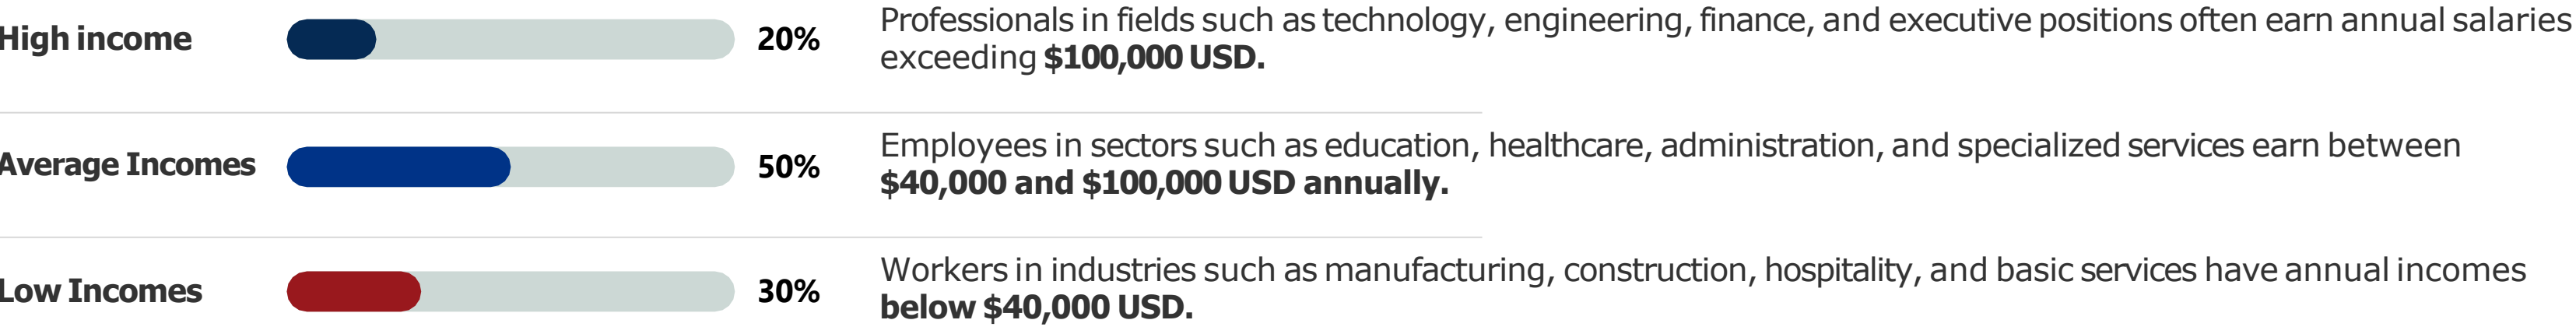 High income
20%
Professionals in fields such as technology, engineering, finance, and executive positions often earn annual salaries
exceeding $100,000 USD.
Average Incomes
50%
Employees in sectors such as education, healthcare, administration, and specialized services earn between
$40,000 and $100,000 USD annually.
Low Incomes
30%
Workers in industries such as manufacturing, construction, hospitality, and basic services have annual incomes
below $40,000 USD.